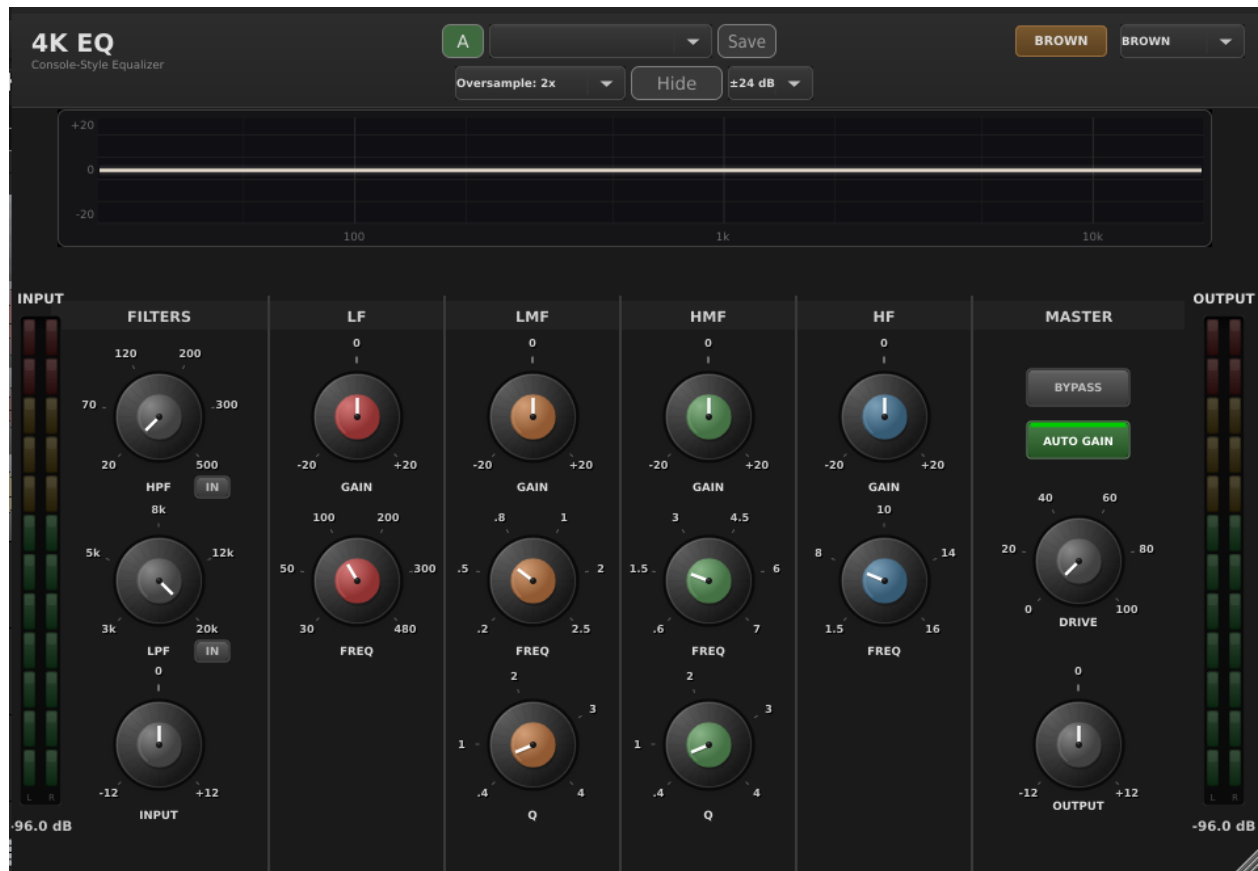 4K EQ
Console-Style Equalizer
A
Save
BROWN
BROWN
Oversample: 2x
Hide
±24 dB
+20
0
-20
100
1k
10k
INPUT
OUTPUT
FILTERS
LF
LMF
HMF
HF
MASTER
120
200
70
300
20
500
HPF
IN
0
-20
+20
GAIN
0
-20
+20
GAIN
0
-20
+20
GAIN
0
-20
+20
GAIN
BYPASS
AUTO GAIN
8k
5k
12k
3k
20k
LPF
IN
100
200
50
300
30
480
FREQ
.8
1
.5
2
.2
2.5
FREQ
3
4.5
1.5
6
.6
7
FREQ
10
8
14
1.5
16
FREQ
40
60
20
80
0
100
DRIVE
0
-12
+12
INPUT
2
3
1
.4
4
Q
2
3
1
.4
4
Q
0
-12
+12
OUTPUT
L
R
L
R
-96.0 dB
-96.0 dB